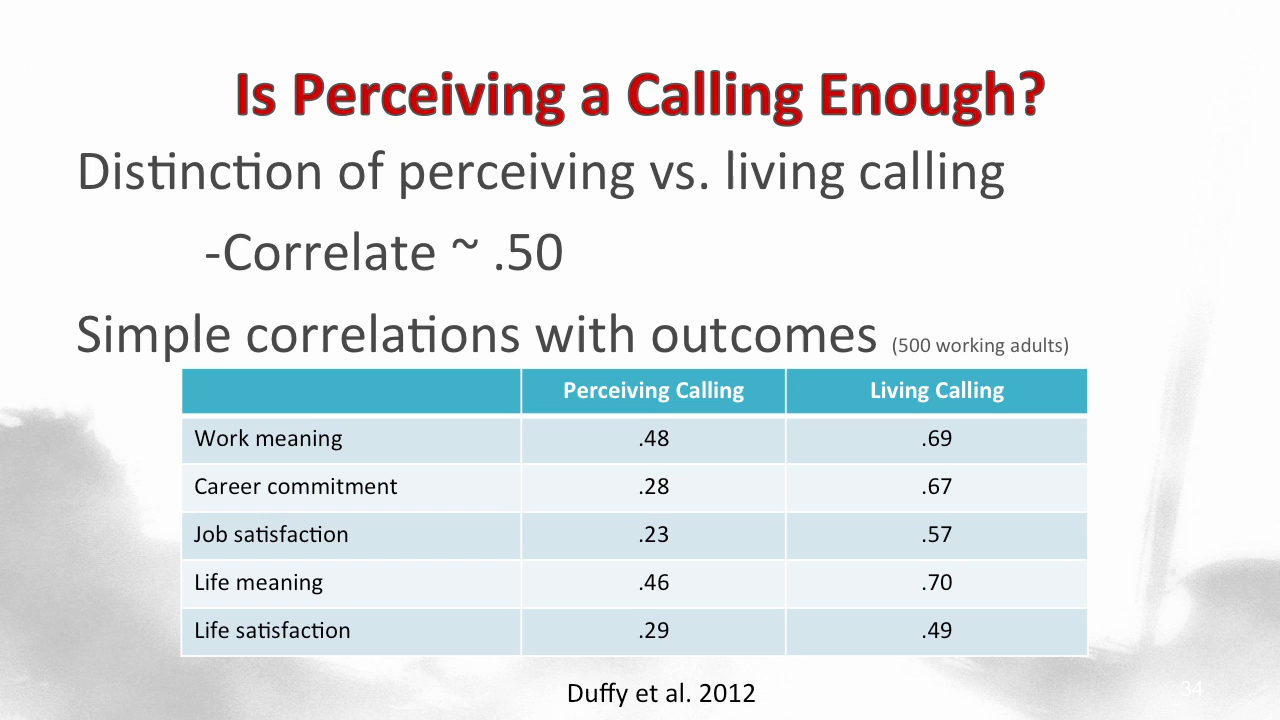 Is Perceiving a Calling Enough?
Distinction of perceiving vs. living calling
-Correlate ~ .50
Simple correlations with outcomes (500 working adults)
Perceiving Calling Living Calling
Work meaning .48 .69
Career commitment .28 .67
Job satisfaction .23 .57
Life meaning .46 .70
Life satisfaction .29 .49
Duffy et al. 2012
34